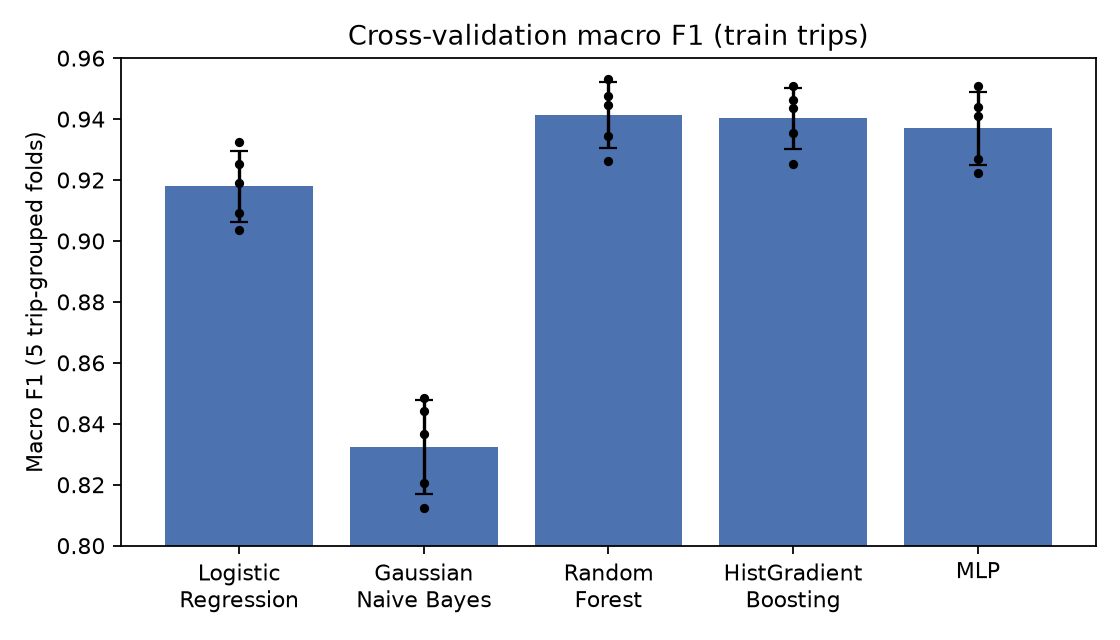 Cross-validation macro F1 (train trips)
Macro F1 (5 trip-grouped folds)
0.96
0.94
0.92
0.90
0.88
0.86
0.84
0.82
0.80
Logistic
Regression
Gaussian
Naive Bayes
Random
Forest
HistGradient
Boosting
MLP